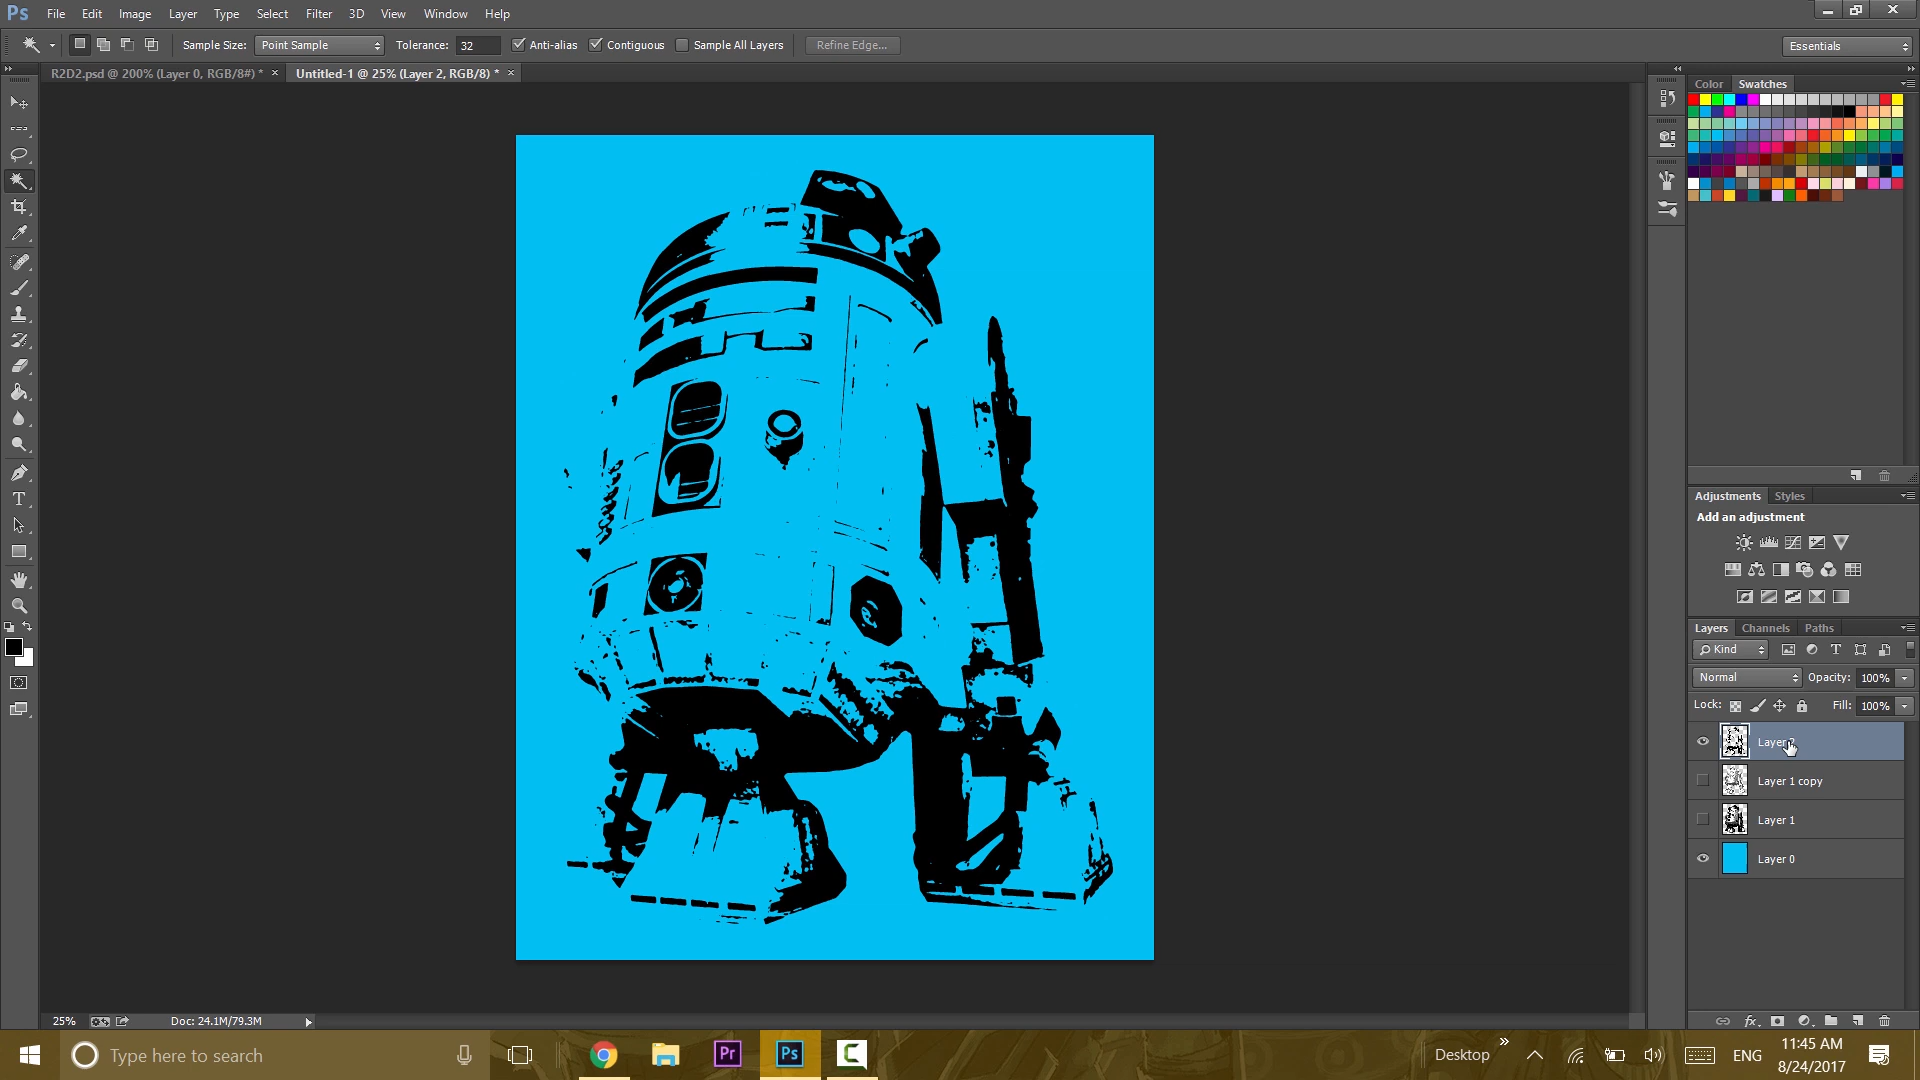 Ps File Edit Image Layer Type Select Filter 3D View Window Help
Sample Size: Point Sample Tolerance: 32 Anti-alias Contiguous Sample All Layers Refine Edge... Essentials
R2D2.psd @ 200% (Layer 0, RGB/8#) * × Untitled-1 @ 25% (Layer 2, RGB/8) * ×
Color Swatches
Adjustments Styles
Add an adjustment
Layers Channels Paths
Kind
Normal Opacity: 100%
Lock: Fill: 100%
Layer 2
Layer 1 copy
Layer 1
Layer 0
fx
25% Doc: 24.1M/79.3M
Type here to search Pr Ps C Desktop ENG 11:45 AM
8/24/2017